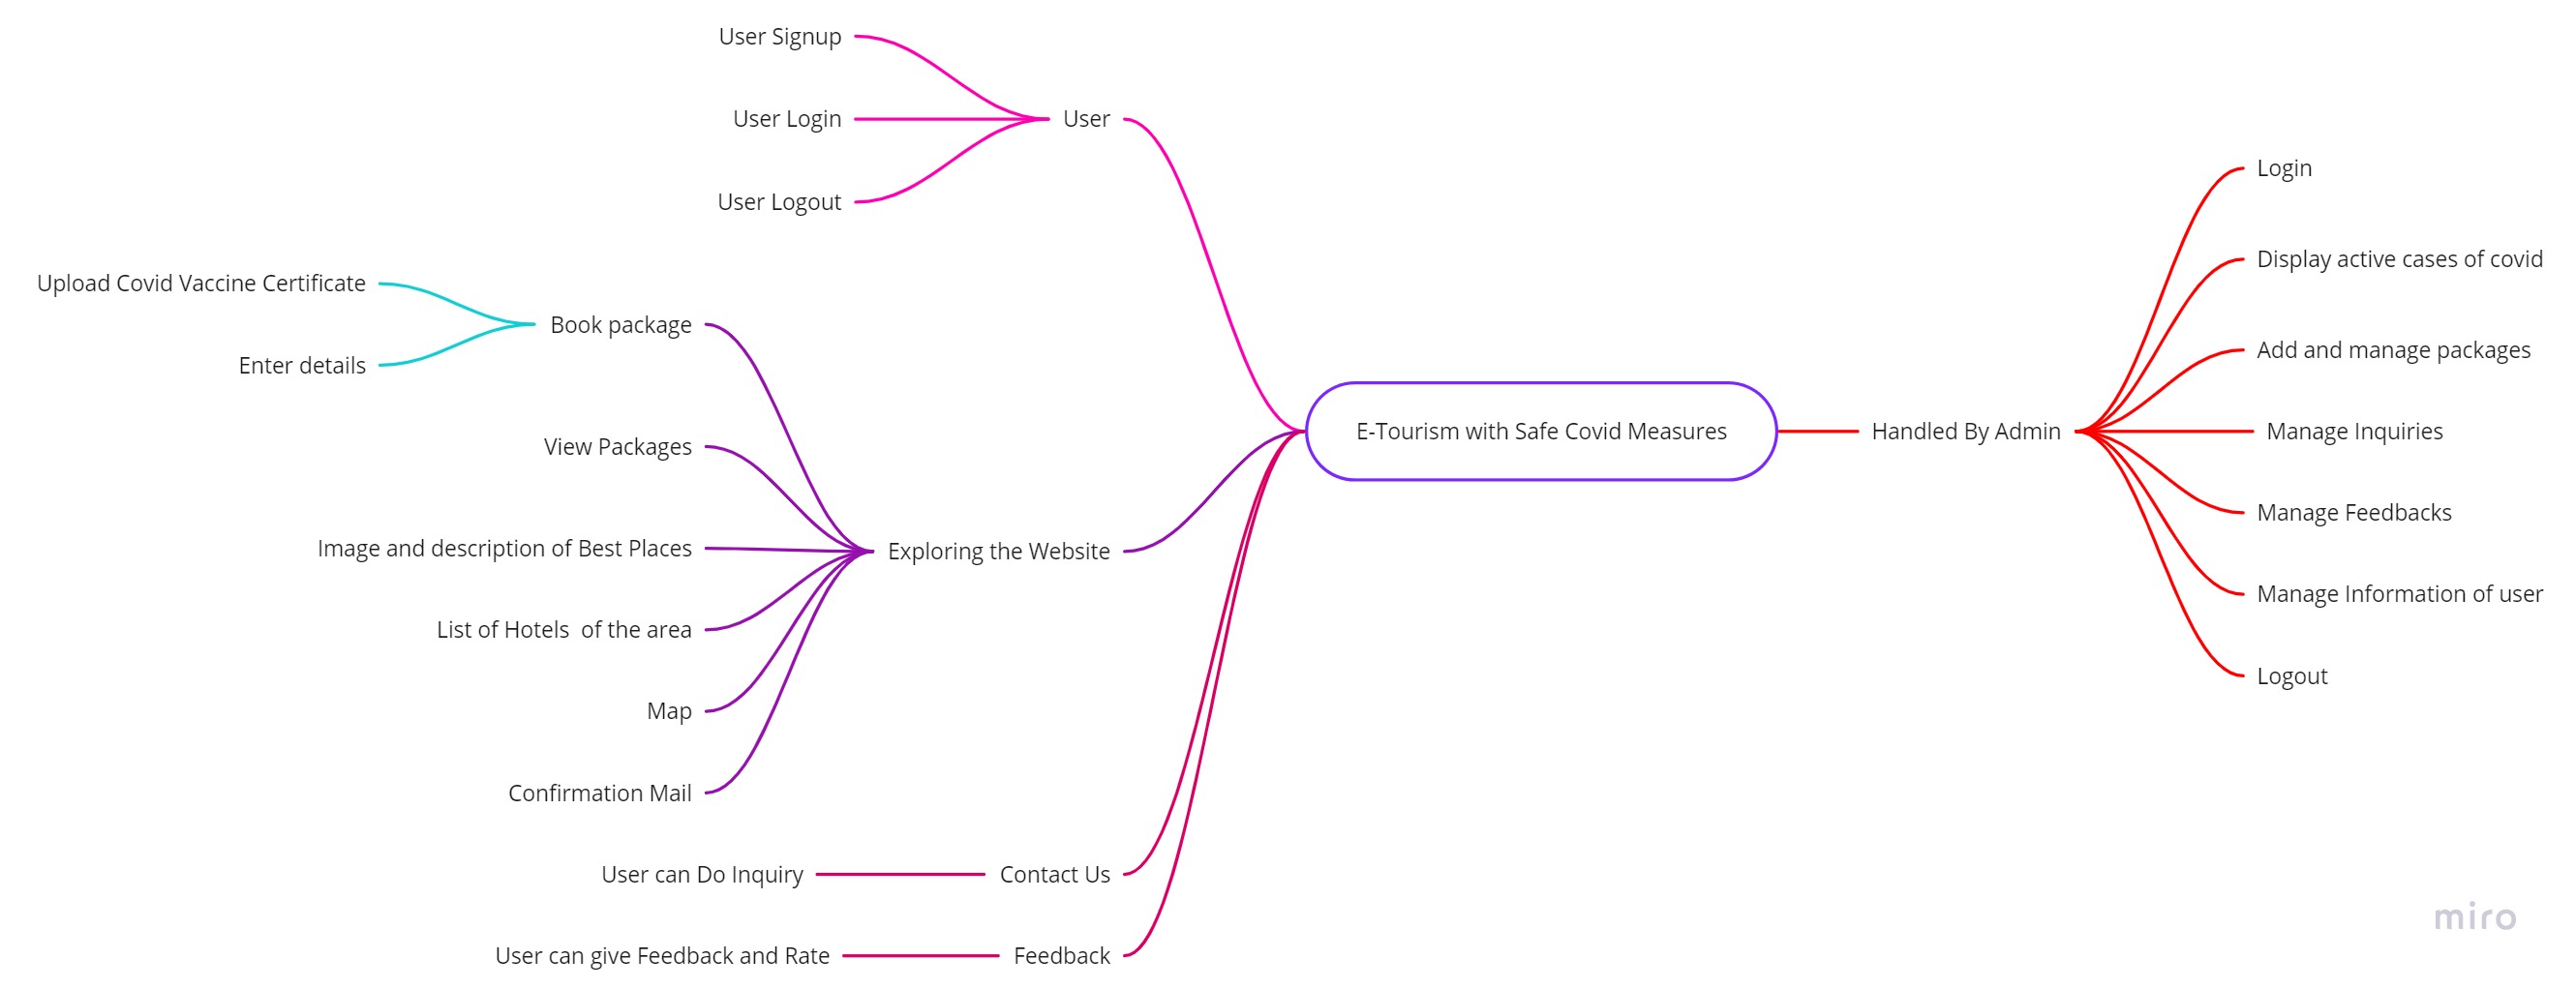 User Signup
User Login
User
User Logout
Upload Covid Vaccine Certificate
Book package
Enter details
View Packages
Image and description of Best Places
Exploring the Website
List of Hotels  of the area
Map
Confirmation Mail
User can Do Inquiry
Contact Us
User can give Feedback and Rate
Feedback
E-Tourism with Safe Covid Measures
Handled By Admin
Login
Display active cases of covid
Add and manage packages
Manage Inquiries
Manage Feedbacks
Manage Information of user
Logout
miro